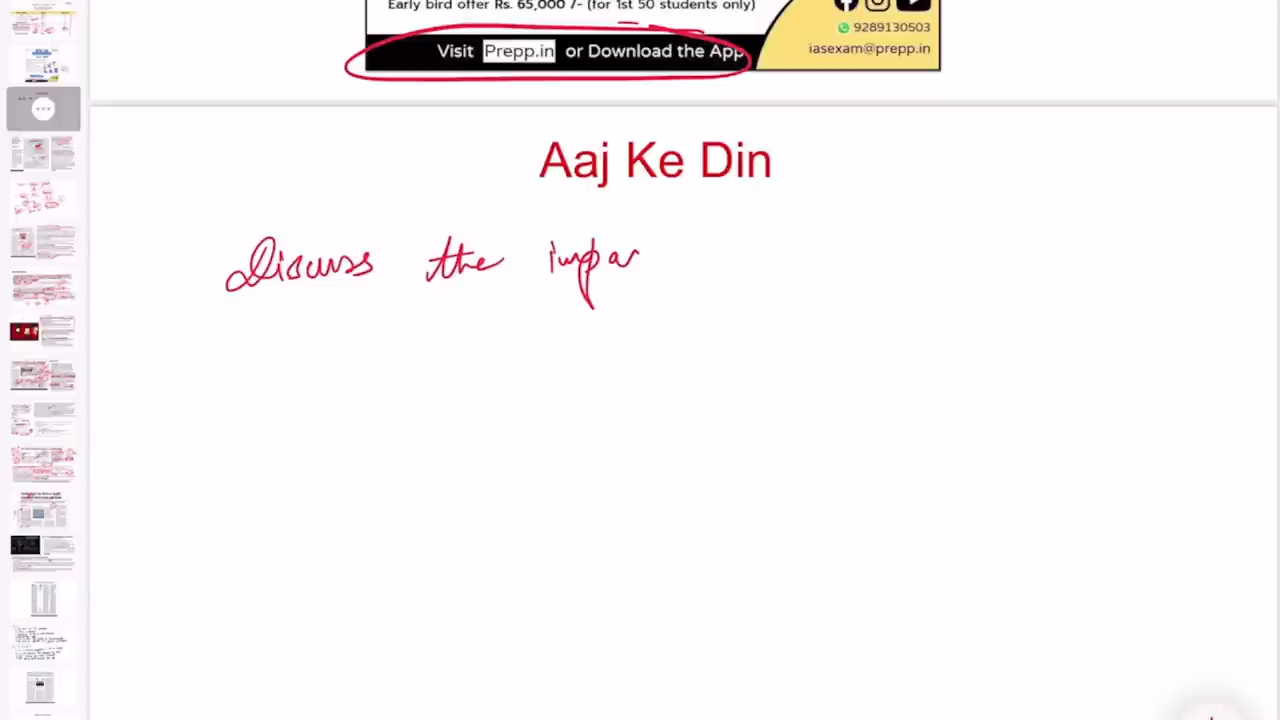 Early bird offer Rs. 65,000 /- (for 1st 50 students only)
9289130503
Visit Prepp.in or Download the App
iasexam@prepp.in
Aaj Ke Din
Discuss the impar